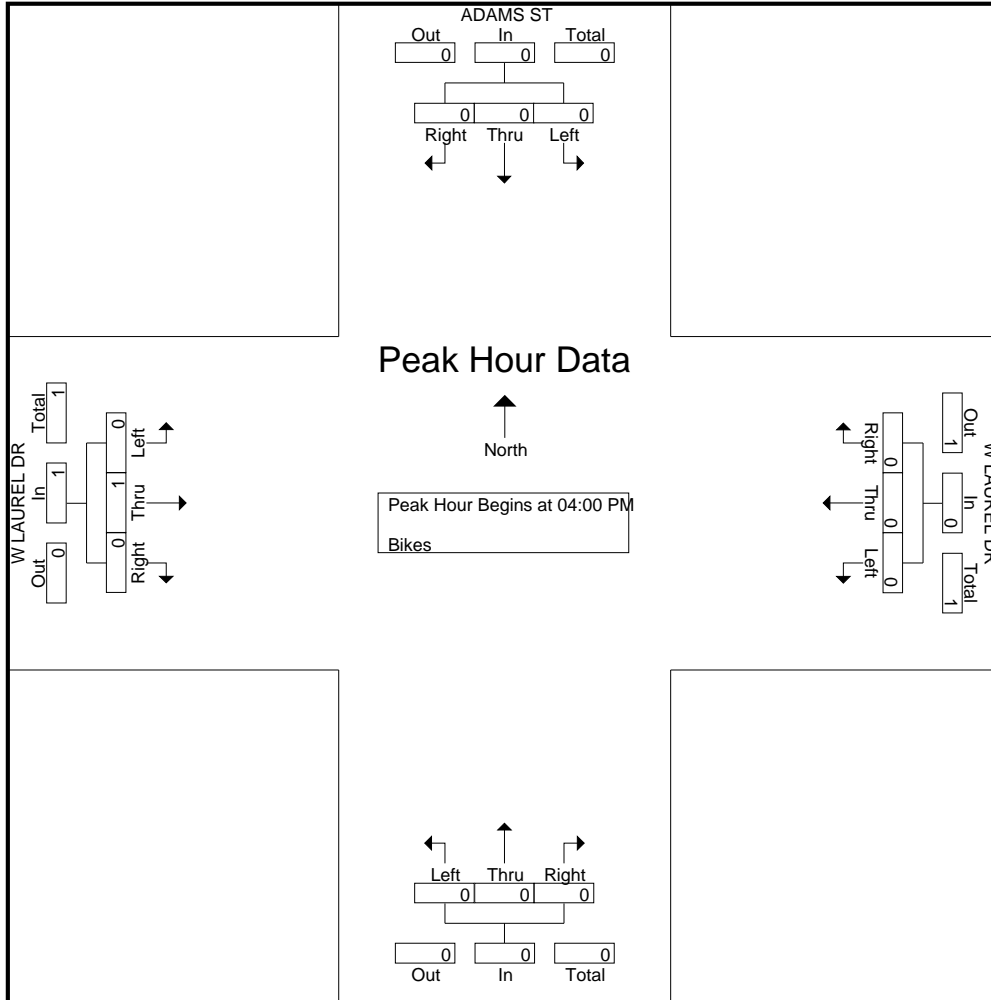 ADAMS ST
Out In Total
0 0 0
0 0 0
Right Thru Left
Peak Hour Data
North
Peak Hour Begins at 04:00 PM
Bikes
W LAUREL DR
Out In Total
0 1 1
Left Thru Right
0 1 0
W LAUREL DR
Out In Total
1 0 1
Right Thru Left
0 0 0
Left Thru Right
0 0 0
0 0 0
Out In Total